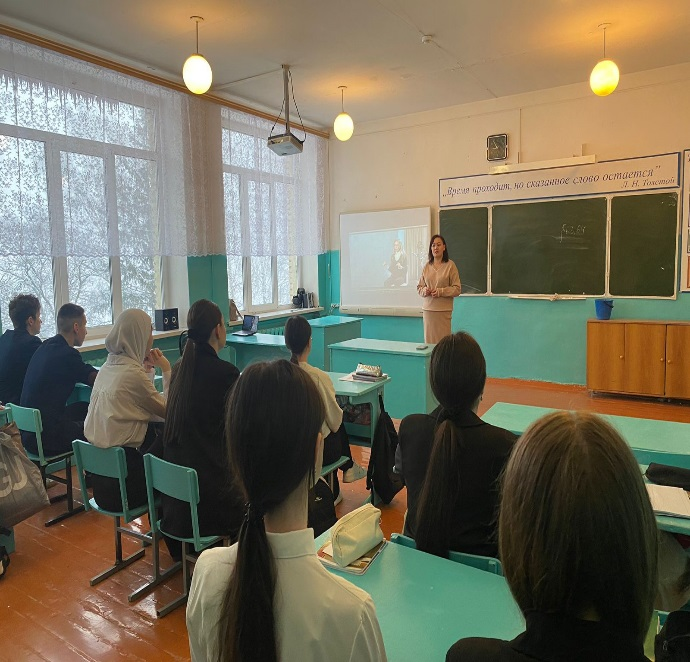 „Время проходит, но сказанное слово остается"
Л. Н. Толстой